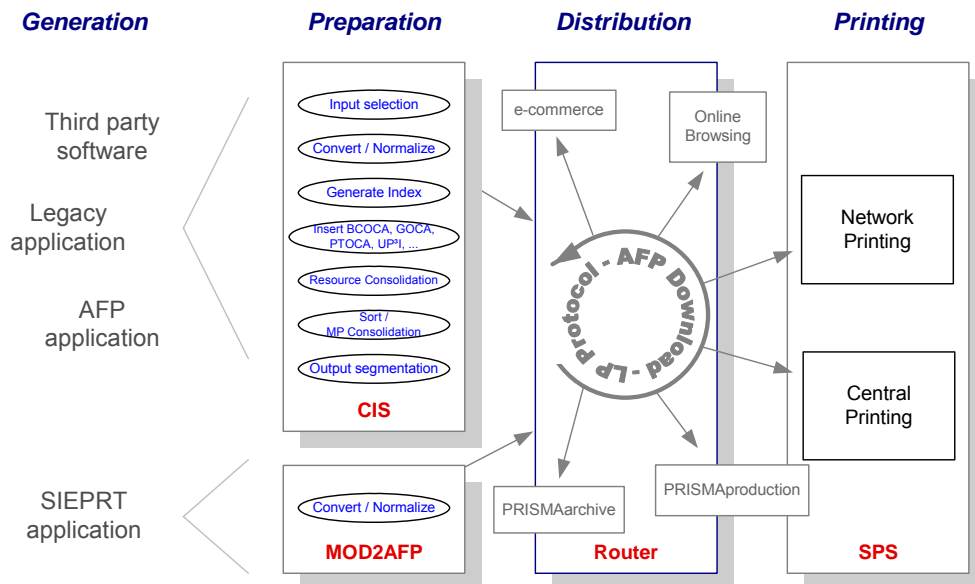 Generation
Preparation
Distribution
Printing
Third party
software
Legacy
application
AFP
application
SIEPRT
application
Input selection
Convert / Normalize
Generate Index
Insert BCOCA, GOCA,
PTOCA, UP³I, ...
Resource Consolidation
Sort /
MP Consolidation
Output segmentation
CIS
Convert / Normalize
MOD2AFP
e-commerce
Online
Browsing
LP Protocol - AFP Download -
PRISMAarchive
PRISMAproduction
Router
Network
Printing
Central
Printing
SPS